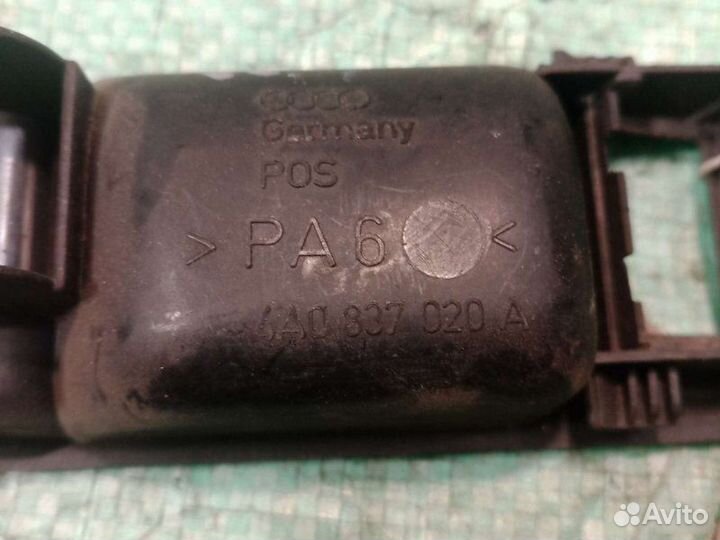 Germany
POS
>PA6<
4A0 837 020 A
Avito